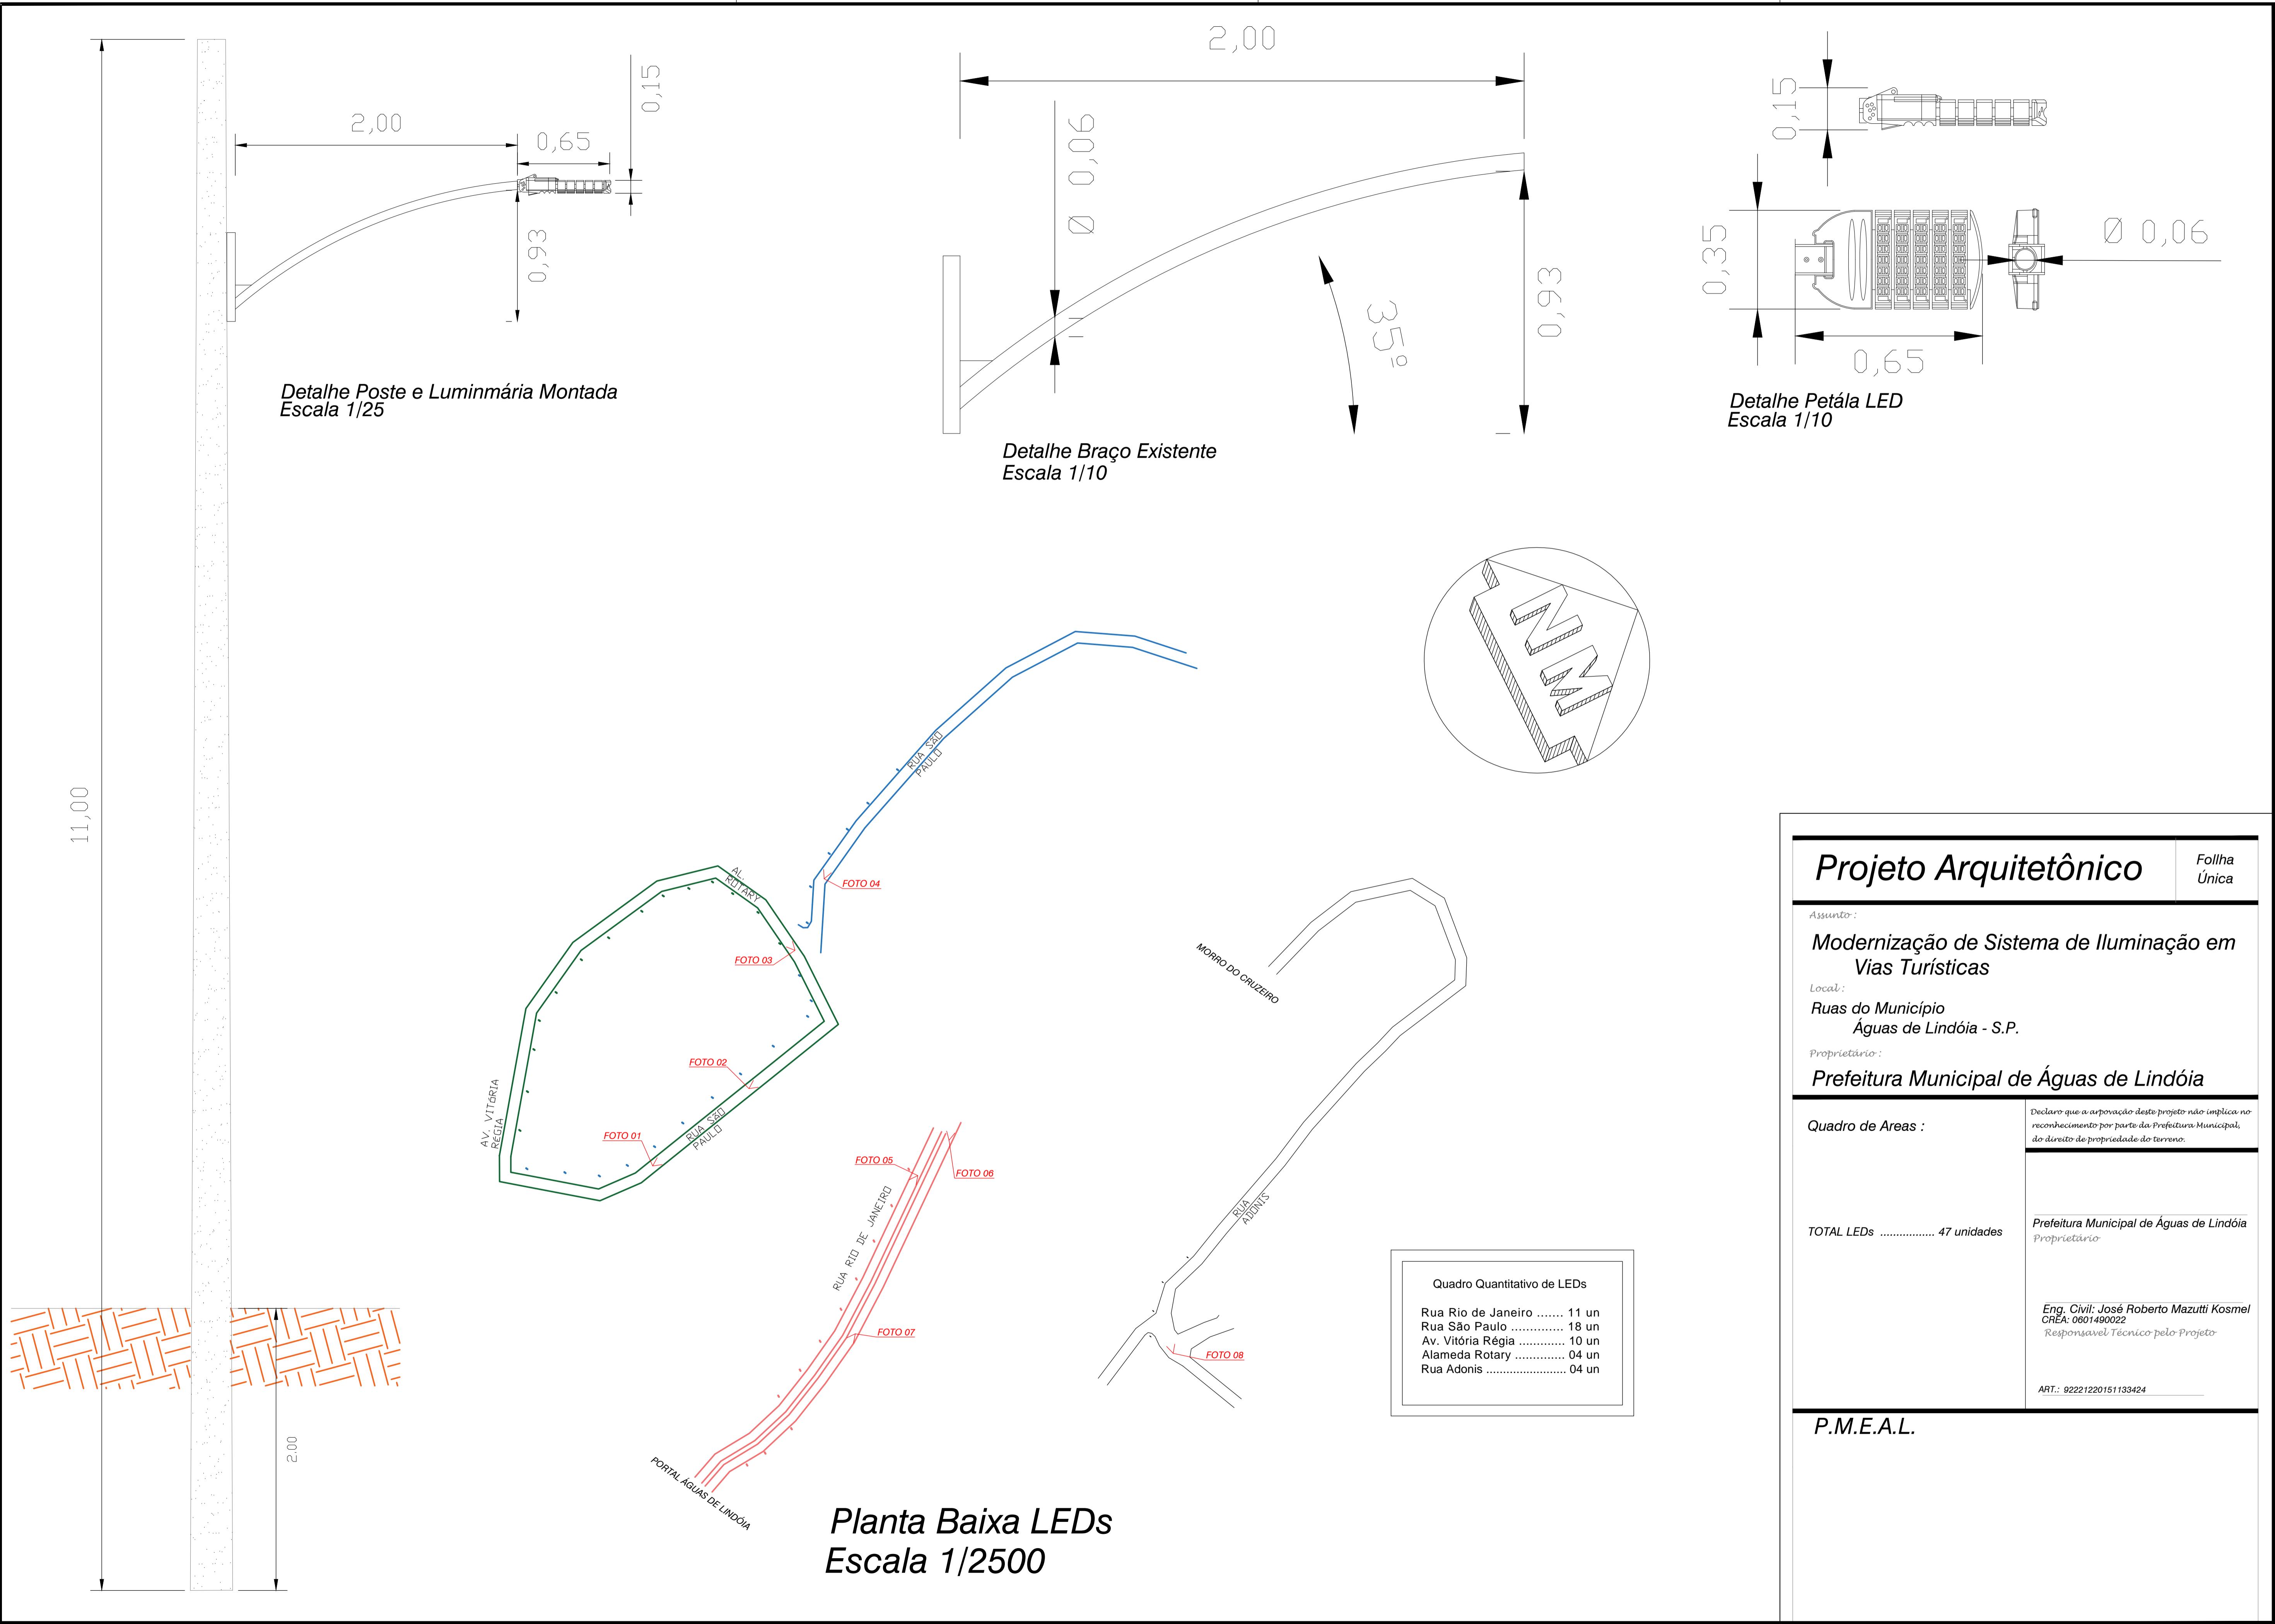 2,00
0,65
0,15
0,93
11,00
2.00
Detalhe Poste e Luminmária Montada
Escala 1/25
2,00
Ø 0,06
35°
0,93
Detalhe Braço Existente
Escala 1/10
0,15
0,35
0,65
Ø 0,06
Detalhe Petála LED
Escala 1/10
NM
RUA SãO
PAULO
FOTO 04
AL.
ROTARY
FOTO 03
FOTO 02
AV. VITóRIA
RéGIA
FOTO 01
RUA SãO
PAULO
FOTO 05
FOTO 06
RUA RIO DE JANEIRO
FOTO 07
PORTAL ÁGUAS DE LINDÓIA
MORRO DO CRUZEIRO
RUA
ADONIS
FOTO 08
Planta Baixa LEDs
Escala 1/2500
Quadro Quantitativo de LEDs
Rua Rio de Janeiro ....... 11 un
Rua São Paulo .............. 18 un
Av. Vitória Régia ............ 10 un
Alameda Rotary .............. 04 un
Rua Adonis ........................ 04 un
Projeto Arquitetônico
Follha
Única
Assunto :
Modernização de Sistema de Iluminação em
Vias Turísticas
Local :
Ruas do Município
Águas de Lindóia - S.P.
Proprietário :
Prefeitura Municipal de Águas de Lindóia
Quadro de Areas :
TOTAL LEDs ................. 47 unidades
Declaro que a arpovação deste projeto não implica no
reconhecimento por parte da Prefeitura Municipal,
do direito de propriedade do terreno.
Prefeitura Municipal de Águas de Lindóia
Proprietário
Eng. Civil: José Roberto Mazutti Kosmel
CREA: 0601490022
Responsavel Técnico pelo Projeto
ART.: 92221220151133424
P.M.E.A.L.